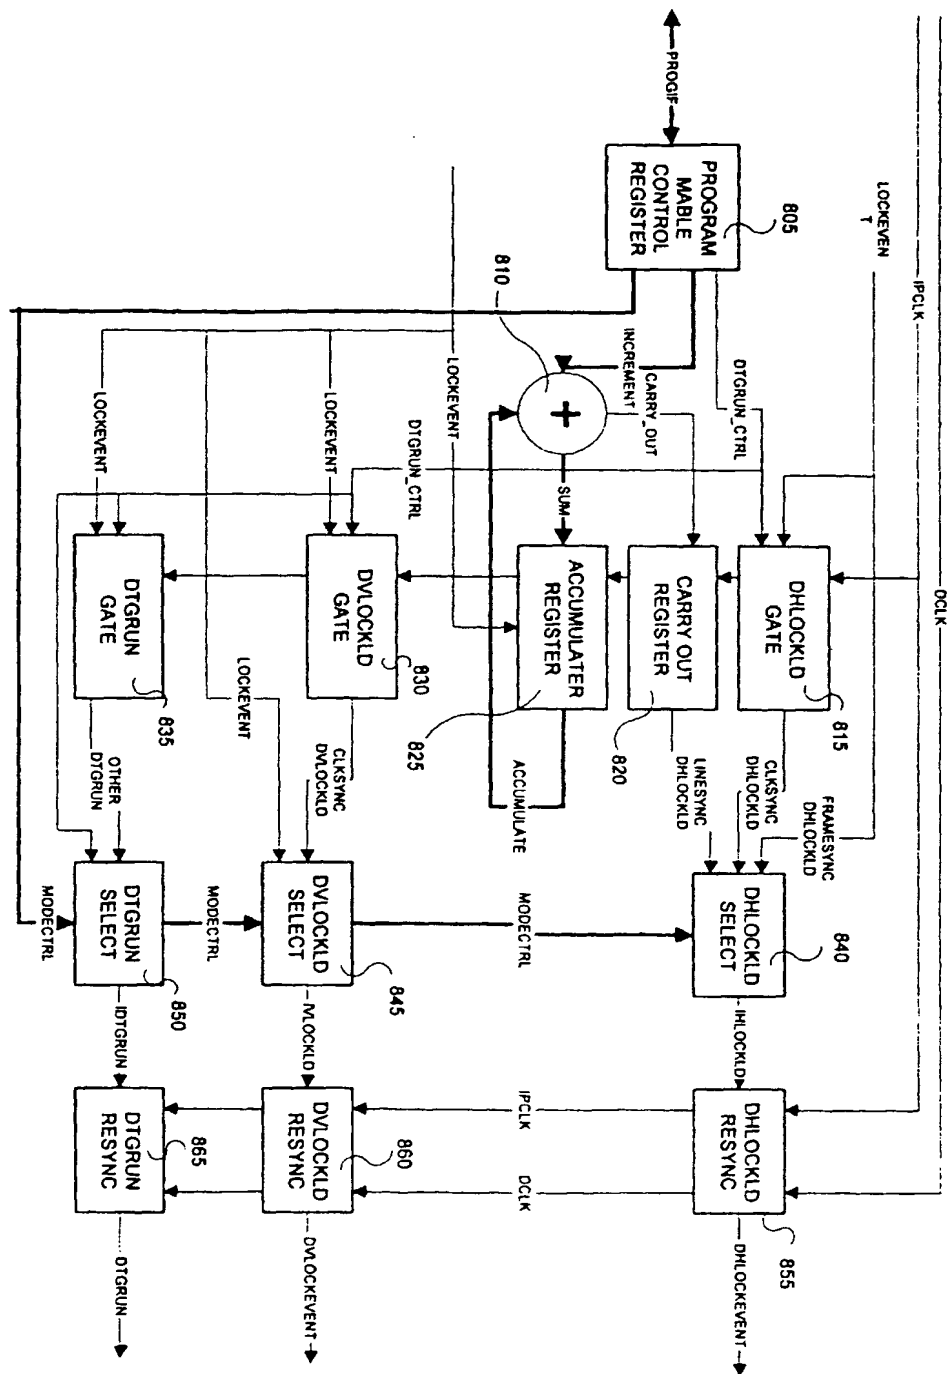 DCLK
IPCLK
LOCKEVEN
T
PROGIF
PROGRAM
MABLE
CONTROL
REGISTER
805
810
DTGRUN_CTRL
CARRY_OUT
INCREMENT
SUM
LOCKEVENT
DTGRUN_CTRL
LOCKEVENT
LOCKEVENT
DHLOCKLD
GATE
815
CARRY OUT
REGISTER
820
ACCUMULATER
REGISTER
825
DVLOCKLD
GATE
830
DTGRUN
GATE
835
FRAMESYNC
DHLOCKLD
CLKSYNC
DHLOCKLD
LINESYNC
DHLOCKLD
ACCUMULATE
CLKSYNC
DVLOCKLD
LOCKEVENT
OTHER
DTGRUN
DHLOCKLD
SELECT
840
MODECTRL
DVLOCKLD
SELECT
845
MODECTRL
DTGRUN
SELECT
850
MODECTRL
IHLOCKLD
IVLOCKLD
IDTGRUN
DHLOCKLD
RESYNC
855
IPCLK
DCLK
DVLOCKLD
RESYNC
860
DTGRUN
RESYNC
865
DHLOCKEVENT
DVLOCKEVENT
DTGRUN